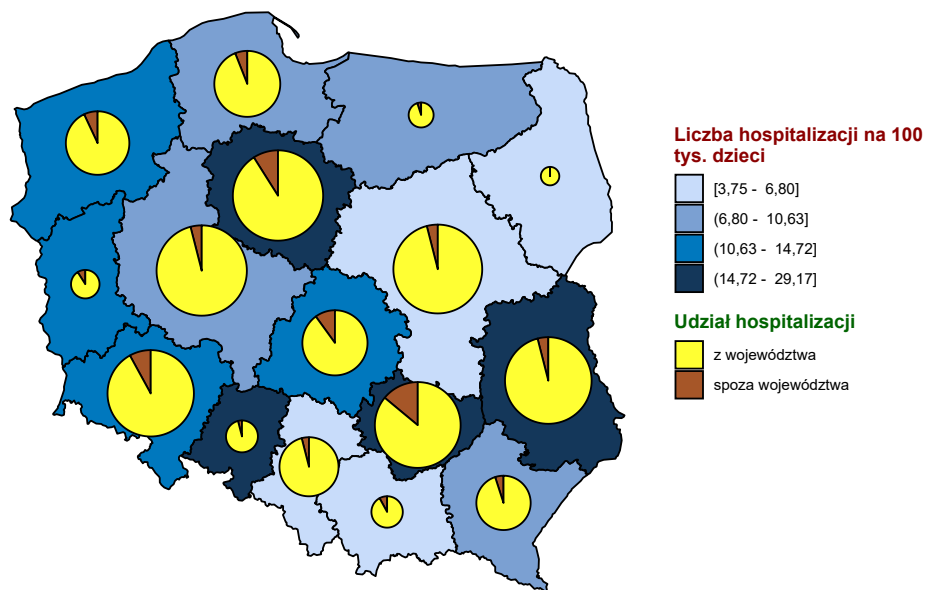 Liczba hospitalizacji na 100
tys. dzieci
[3,75 - 6,80]
(6,80 - 10,63]
(10,63 - 14,72]
(14,72 - 29,17]
Udział hospitalizacji
z województwa
spoza województwa